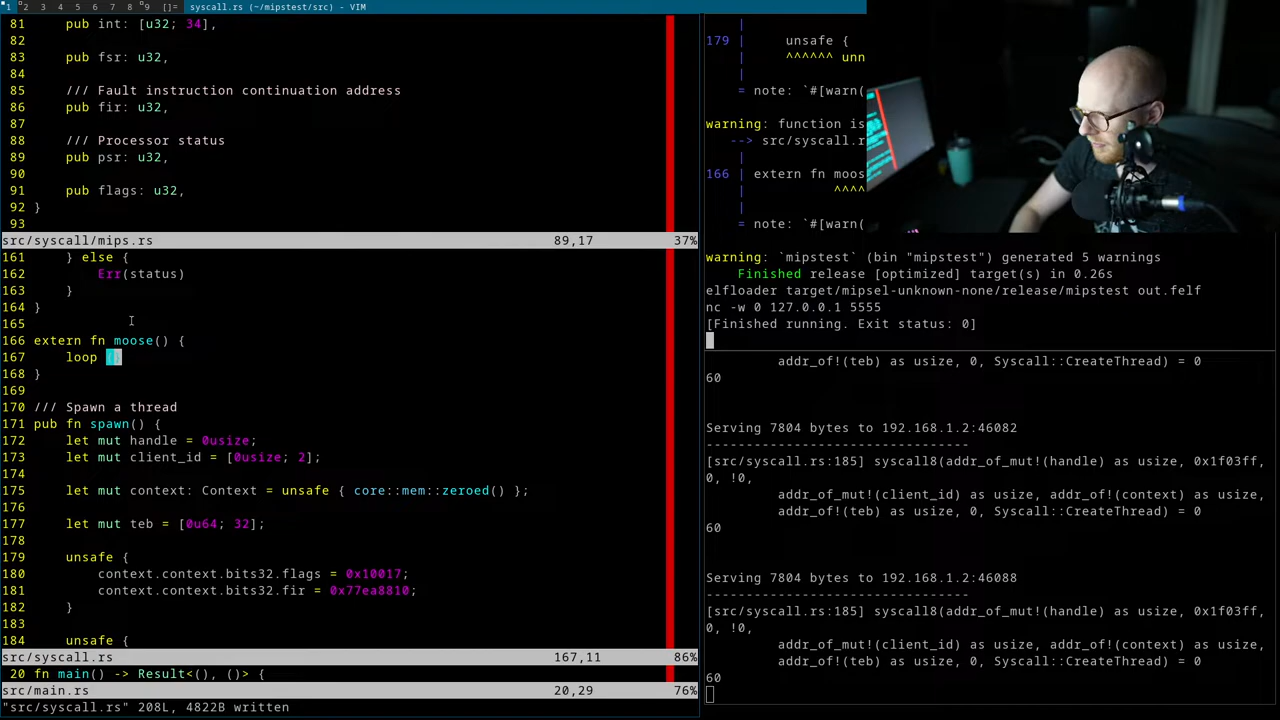 1 2 3 4 5 6 7 8 9 []= syscall.rs (~/mipstest/src) - VIM
81     pub int: [u32; 34],
82
83     pub fsr: u32,
84
85     /// Fault instruction continuation address
86     pub fir: u32,
87
88     /// Processor status
89     pub psr: u32,
90
91     pub flags: u32,
92 }
93
src/syscall/mips.rs 89,17 37%
161     } else {
162         Err(status)
163     }
164 }
165
166 extern fn moose() {
167     loop {}
168 }
169
170 /// Spawn a thread
171 pub fn spawn() {
172     let mut handle = 0usize;
173     let mut client_id = [0usize; 2];
174
175     let mut context: Context = unsafe { core::mem::zeroed() };
176
177     let mut teb = [0u64; 32];
178
179     unsafe {
180         context.context.bits32.flags = 0x10017;
181         context.context.bits32.fir = 0x77ea8810;
182     }
183
184     unsafe {
src/syscall.rs 167,11 86%
20 fn main() -> Result<(), ()> {
src/main.rs 20,29 76%
"src/syscall.rs" 208L, 4822B written
|
179 |     unsafe {
|     ^^^^^^ unn
|
= note: `#[warn(
warning: function is
--> src/syscall.r
|
166 | extern fn moos
|           ^^^^
|
= note: `#[warn(
warning: `mipstest` (bin "mipstest") generated 5 warnings
Finished release [optimized] target(s) in 0.26s
elfloader target/mipsel-unknown-none/release/mipstest out.felf
nc -w 0 127.0.0.1 5555
[Finished running. Exit status: 0]
addr_of!(teb) as usize, 0, Syscall::CreateThread) = 0
60
Serving 7804 bytes to 192.168.1.2:46082
---------------------------------
[src/syscall.rs:185] syscall8(addr_of_mut!(handle) as usize, 0x1f03ff,
0, !0,
addr_of_mut!(client_id) as usize, addr_of!(context) as usize,
addr_of!(teb) as usize, 0, Syscall::CreateThread) = 0
60
Serving 7804 bytes to 192.168.1.2:46088
---------------------------------
[src/syscall.rs:185] syscall8(addr_of_mut!(handle) as usize, 0x1f03ff,
0, !0,
addr_of_mut!(client_id) as usize, addr_of!(context) as usize,
addr_of!(teb) as usize, 0, Syscall::CreateThread) = 0
60